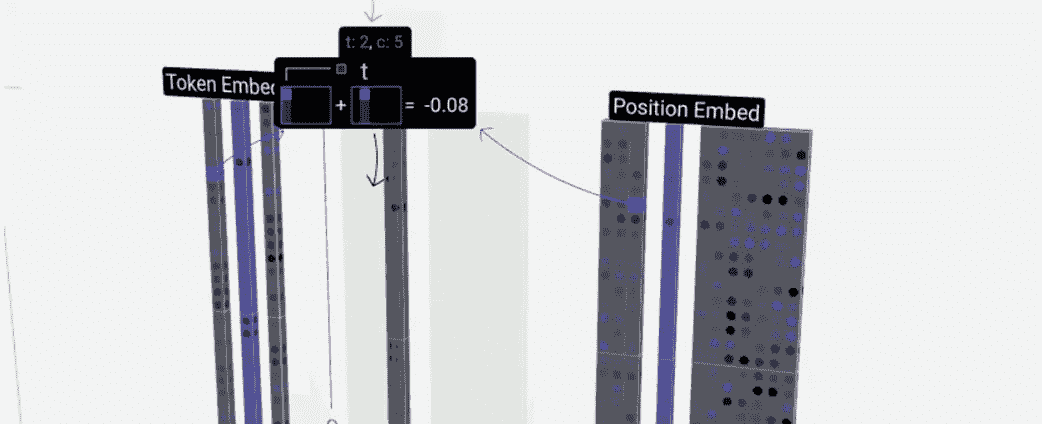 t: 2, c: 5
Token Embed
t
+ = -0.08
Position Embed